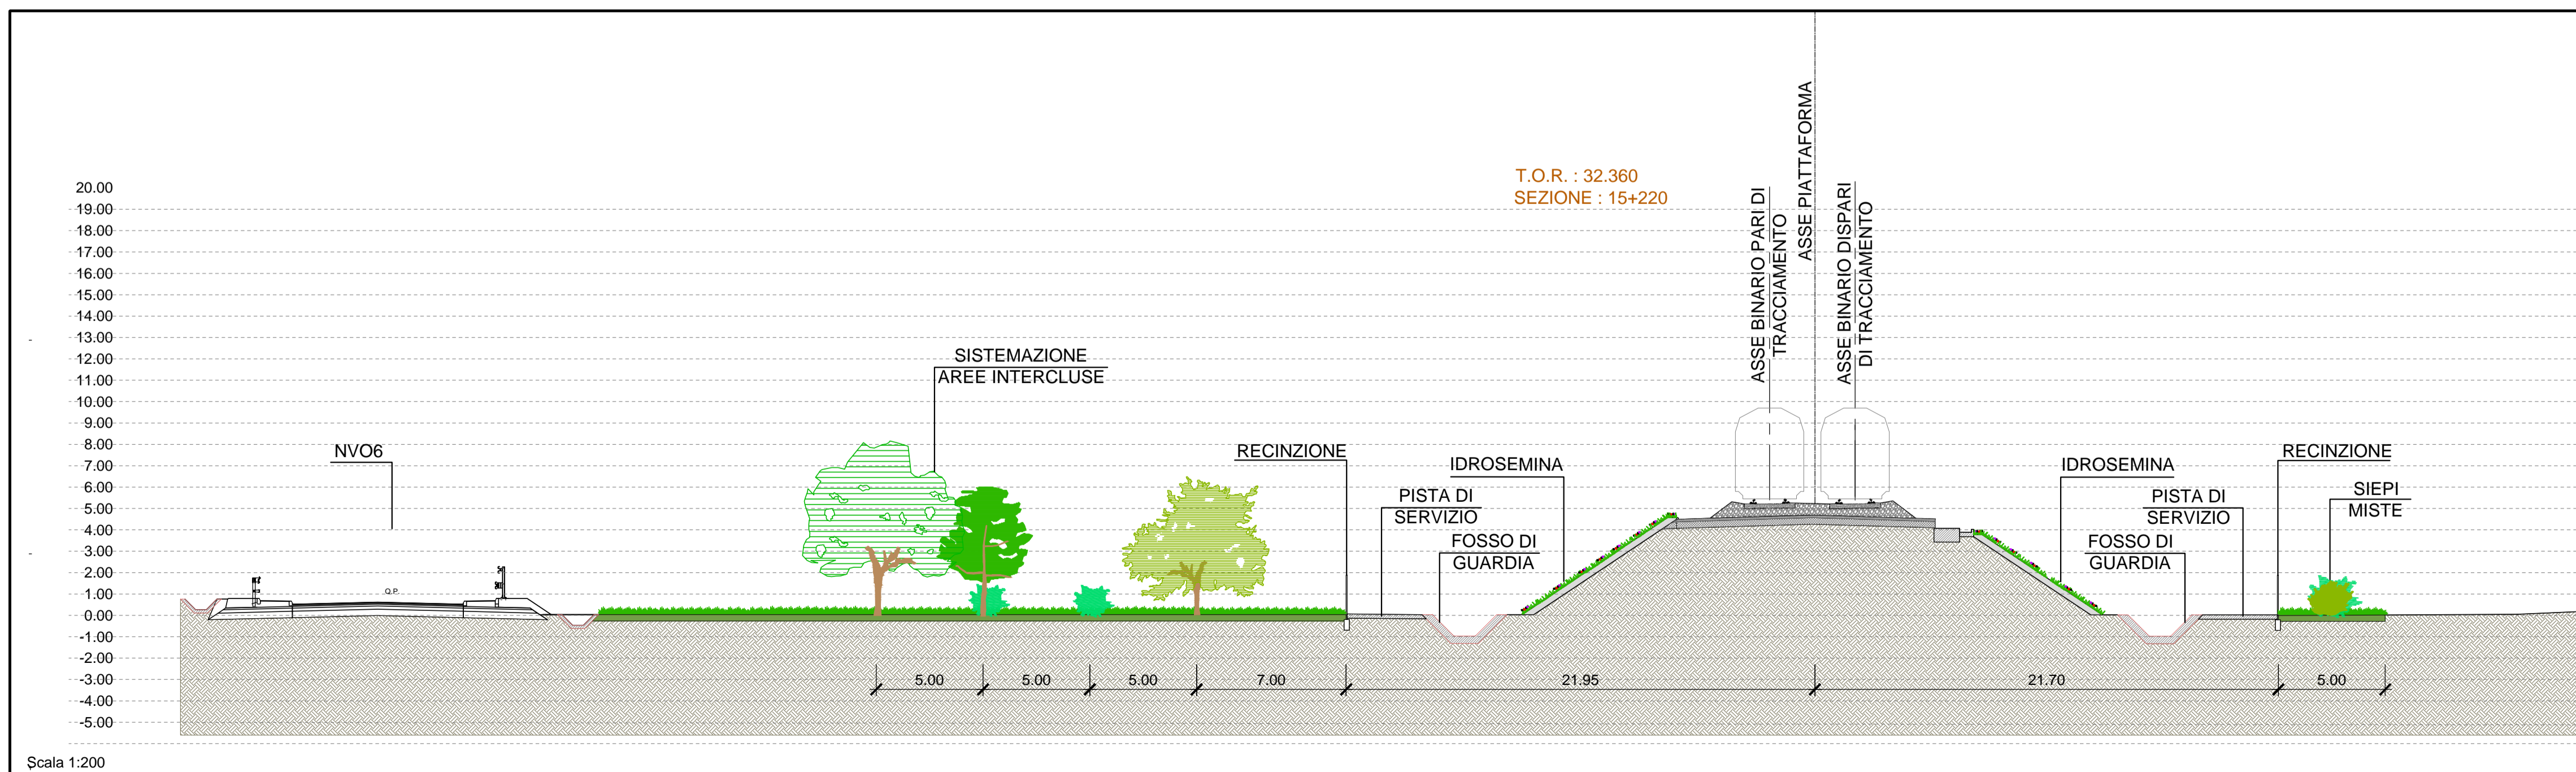 T.O.R. : 32.360
SEZIONE : 15+220
ASSE BINARIO PARI DI
TRACCIAMENTO
ASSE PIATTAFORMA
ASSE BINARIO DISPARI
DI TRACCIAMENTO
20.00
19.00
18.00
17.00
16.00
15.00
14.00
13.00
12.00
11.00
10.00
9.00
8.00
7.00
6.00
5.00
4.00
3.00
2.00
1.00
0.00
-1.00
-2.00
-3.00
-4.00
-5.00
NVO6
Q.P.
SISTEMAZIONE
AREE INTERCLUSE
RECINZIONE
PISTA DI
SERVIZIO
IDROSEMINA
FOSSO DI
GUARDIA
IDROSEMINA
FOSSO DI
GUARDIA
PISTA DI
SERVIZIO
RECINZIONE
SIEPI
MISTE
5.00
5.00
5.00
7.00
21.95
21.70
5.00
Scala 1:200